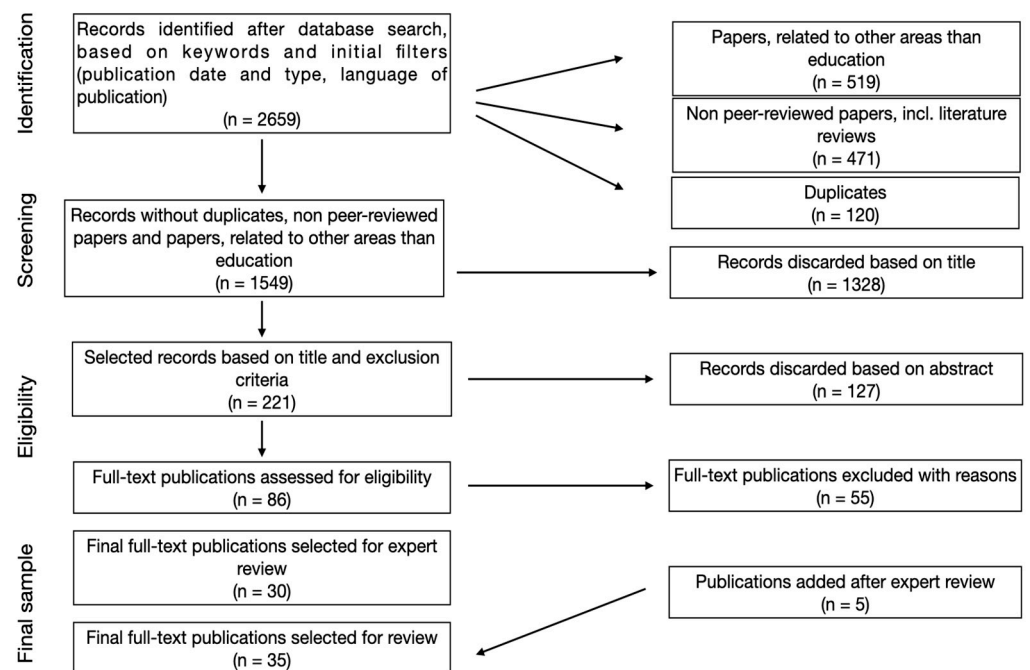 Identification
Records identified after database search,
based on keywords and initial filters
(publication date and type, language of
publication)
(n = 2659)
Papers, related to other areas than
education
(n = 519)
Non peer-reviewed papers, incl. literature
reviews
(n = 471)
Duplicates
(n = 120)
Screening
Records without duplicates, non peer-reviewed
papers and papers, related to other areas than
education
(n = 1549)
Records discarded based on title
(n = 1328)
Eligibility
Selected records based on title and exclusion
criteria
(n = 221)
Records discarded based on abstract
(n = 127)
Full-text publications assessed for eligibility
(n = 86)
Full-text publications excluded with reasons
(n = 55)
Final sample
Final full-text publications selected for expert
review
(n = 30)
Publications added after expert review
(n = 5)
Final full-text publications selected for review
(n = 35)